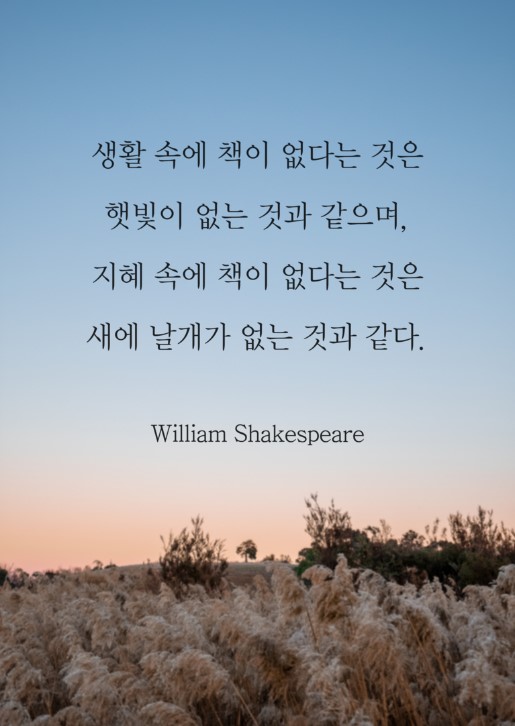 생활 속에 책이 없다는 것은
햇빛이 없는 것과 같으며,
지혜 속에 책이 없다는 것은
새에 날개가 없는 것과 같다.
William Shakespeare